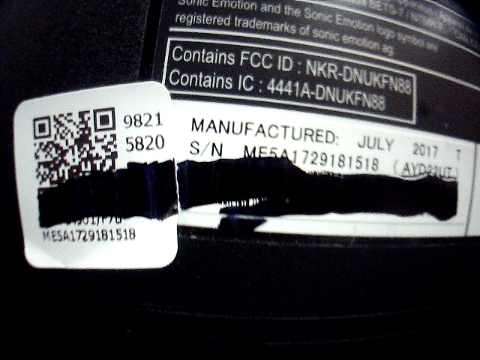 Sonic Emotion and the Sonic Emotion logo symbol are
registered trademarks of sonic emotion ag.
Contains FCC ID : NKR-DNUKFN88
Contains IC : 4441A-DNUKFN88
MANUFACTURED: JULY 2017 T
S/N ME5A1729181518
9821
5820
ME5A1729181518